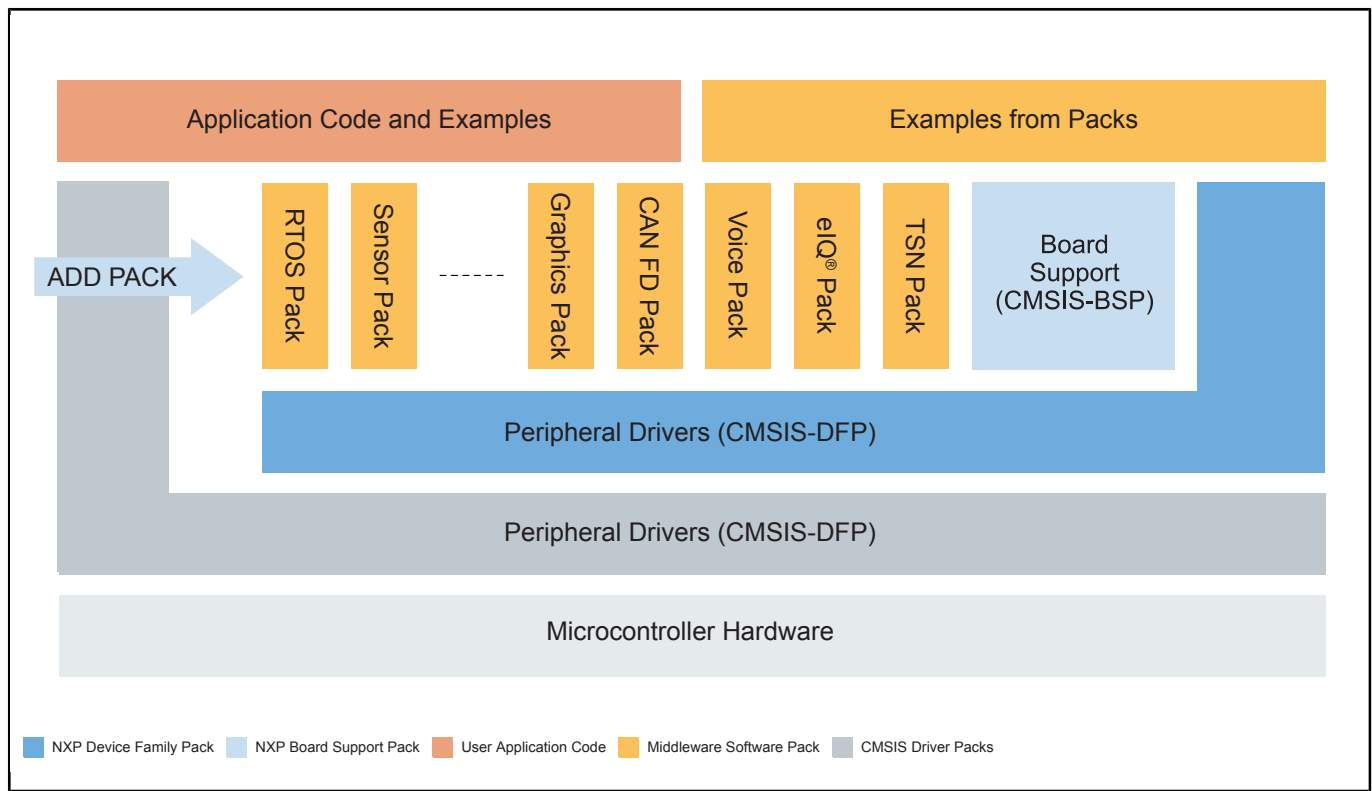 Application Code and Examples
Examples from Packs
ADD PACK
RTOS Pack
Sensor Pack
Graphics Pack
CAN FD Pack
Voice Pack
eIQ® Pack
TSN Pack
Board
Support
(CMSIS-BSP)
Peripheral Drivers (CMSIS-DFP)
Peripheral Drivers (CMSIS-DFP)
Microcontroller Hardware
NXP Device Family Pack
NXP Board Support Pack
User Application Code
Middleware Software Pack
CMSIS Driver Packs